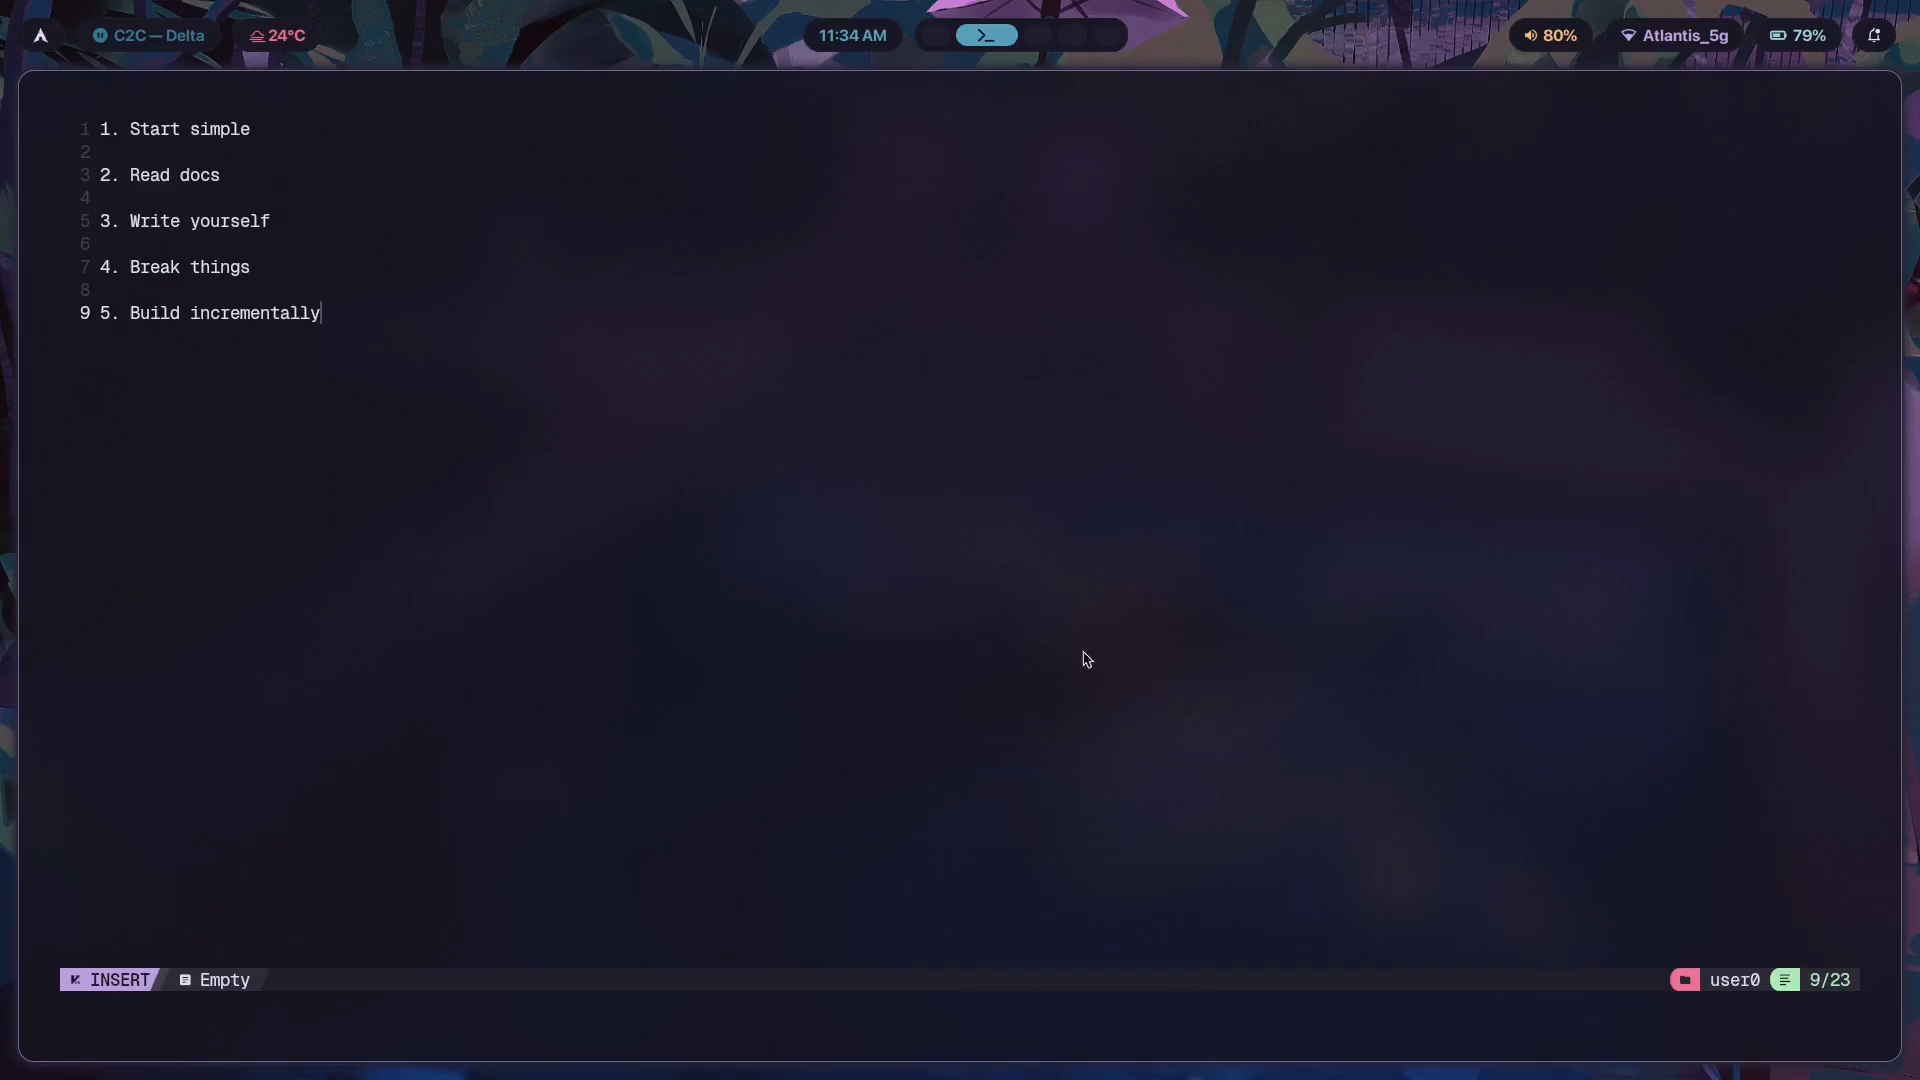 C2C — Delta
24°C
11:34 AM
80%
Atlantis_5g
79%
1 1. Start simple
2
3 2. Read docs
4
5 3. Write yourself
6
7 4. Break things
8
9 5. Build incrementally
INSERT Empty
user0 9/23